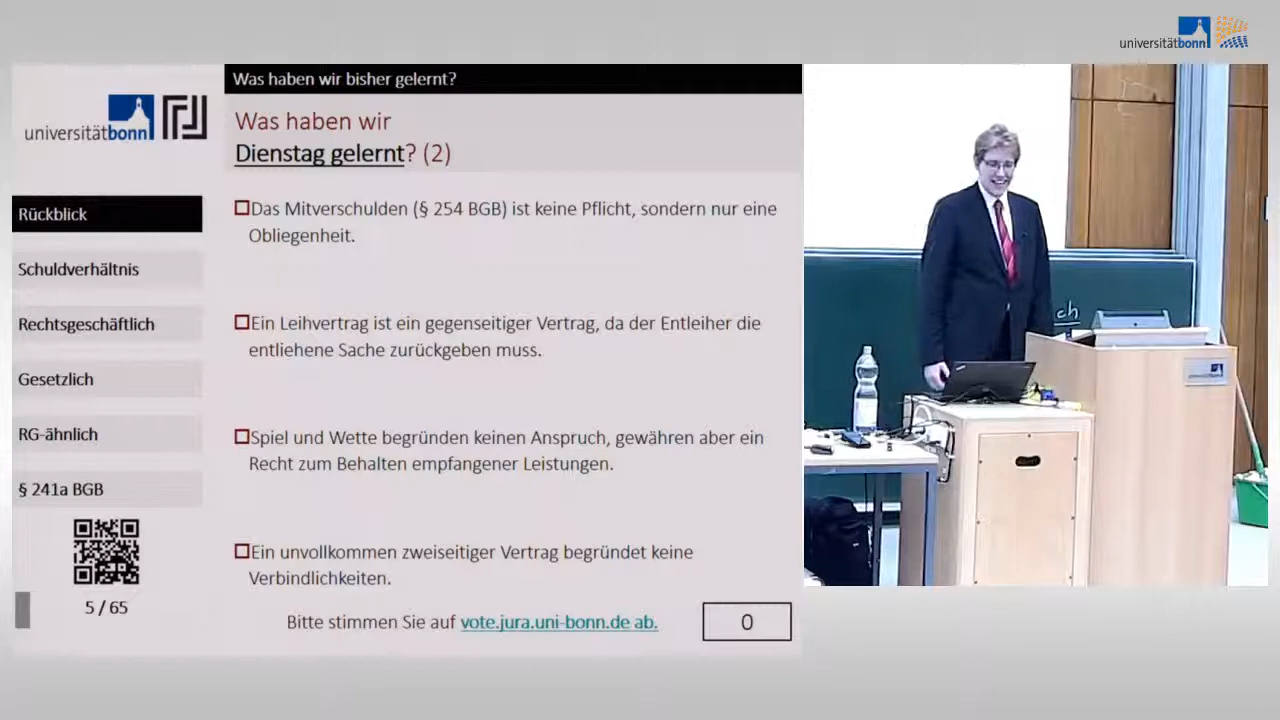 universitätbonn
Was haben wir bisher gelernt?
universitätbonn
Was haben wir
Dienstag gelernt? (2)
Rückblick
Schuldverhältnis
Rechtsgeschäftlich
Gesetzlich
RG-ähnlich
§ 241a BGB
5 / 65
Das Mitverschulden (§ 254 BGB) ist keine Pflicht, sondern nur eine
Obliegenheit.
Ein Leihvertrag ist ein gegenseitiger Vertrag, da der Entleiher die
entliehene Sache zurückgeben muss.
Spiel und Wette begründen keinen Anspruch, gewähren aber ein
Recht zum Behalten empfangener Leistungen.
Ein unvollkommen zweiseitiger Vertrag begründet keine
Verbindlichkeiten.
Bitte stimmen Sie auf vote.jura.uni-bonn.de ab.
0
ch